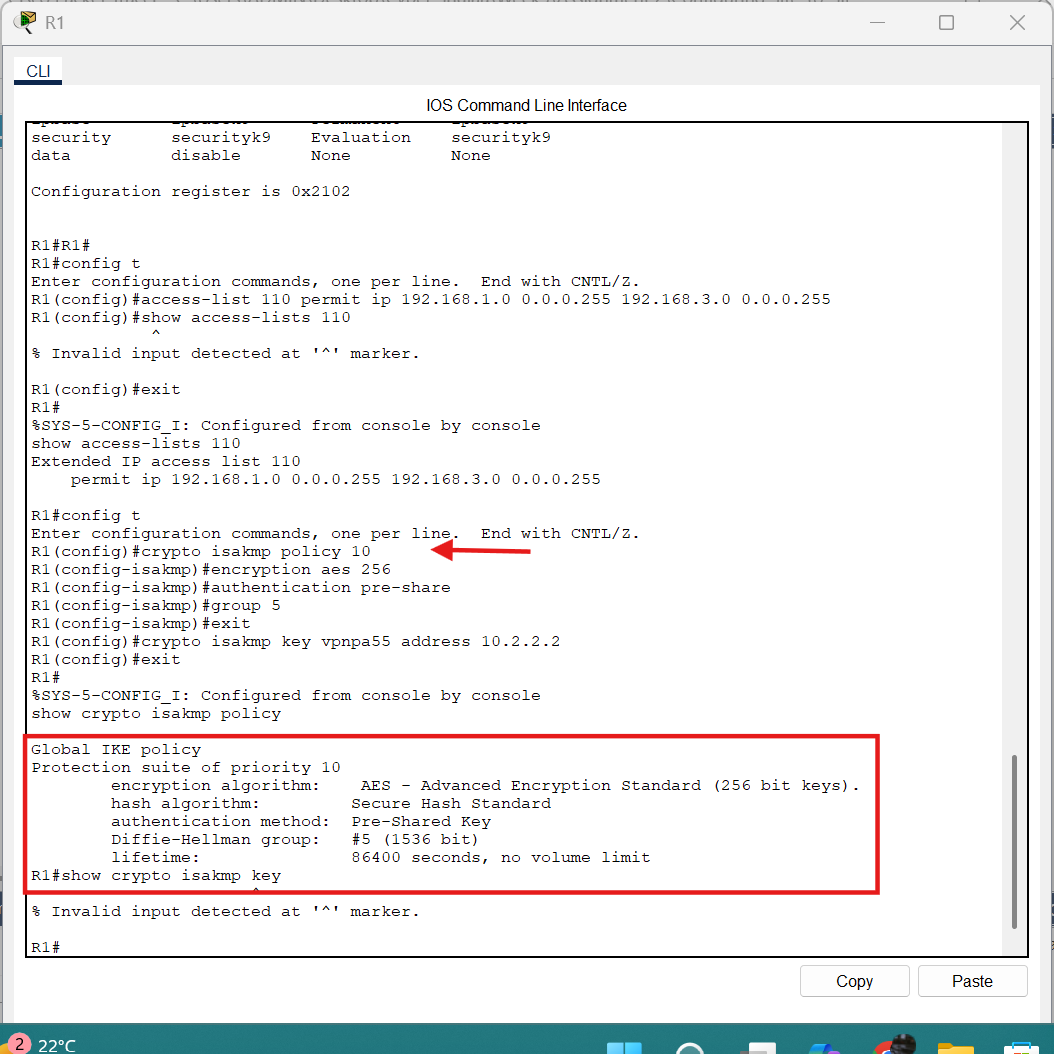 R1
CLI
IOS Command Line Interface
security securityk9 Evaluation securityk9
data disable None None
Configuration register is 0x2102
R1#R1#
R1#config t
Enter configuration commands, one per line. End with CNTL/Z.
R1(config)#access-list 110 permit ip 192.168.1.0 0.0.0.255 192.168.3.0 0.0.0.255
R1(config)#show access-lists 110
^
% Invalid input detected at '^' marker.
R1(config)#exit
R1#
%SYS-5-CONFIG_I: Configured from console by console
show access-lists 110
Extended IP access list 110
permit ip 192.168.1.0 0.0.0.255 192.168.3.0 0.0.0.255
R1#config t
Enter configuration commands, one per line. End with CNTL/Z.
R1(config)#crypto isakmp policy 10
R1(config-isakmp)#encryption aes 256
R1(config-isakmp)#authentication pre-share
R1(config-isakmp)#group 5
R1(config-isakmp)#exit
R1(config)#crypto isakmp key vpnpa55 address 10.2.2.2
R1(config)#exit
R1#
%SYS-5-CONFIG_I: Configured from console by console
show crypto isakmp policy
Global IKE policy
Protection suite of priority 10
encryption algorithm: AES - Advanced Encryption Standard (256 bit keys).
hash algorithm: Secure Hash Standard
authentication method: Pre-Shared Key
Diffie-Hellman group: #5 (1536 bit)
lifetime: 86400 seconds, no volume limit
R1#show crypto isakmp key
^
% Invalid input detected at '^' marker.
R1#
Copy Paste
2 22°C